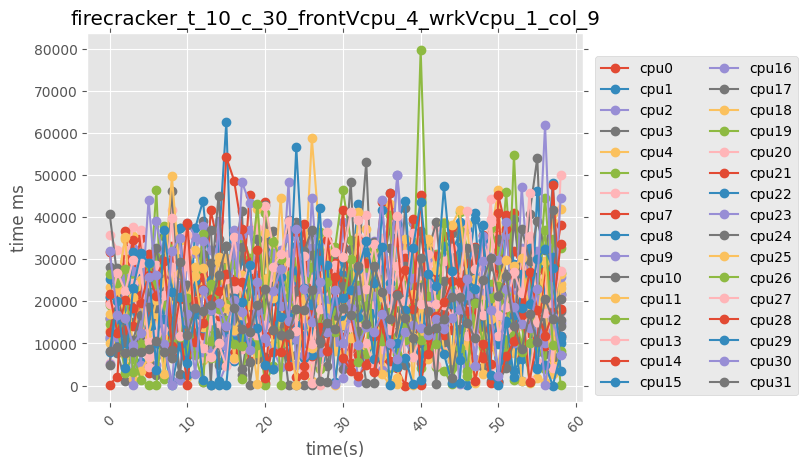 firecracker_t_10_c_30_frontVcpu_4_wrkVcpu_1_col_9
time ms
80000
70000
60000
50000
40000
30000
20000
10000
0
0
10
20
30
40
50
60
time(s)
cpu0
cpu1
cpu2
cpu3
cpu4
cpu5
cpu6
cpu7
cpu8
cpu9
cpu10
cpu11
cpu12
cpu13
cpu14
cpu15
cpu16
cpu17
cpu18
cpu19
cpu20
cpu21
cpu22
cpu23
cpu24
cpu25
cpu26
cpu27
cpu28
cpu29
cpu30
cpu31